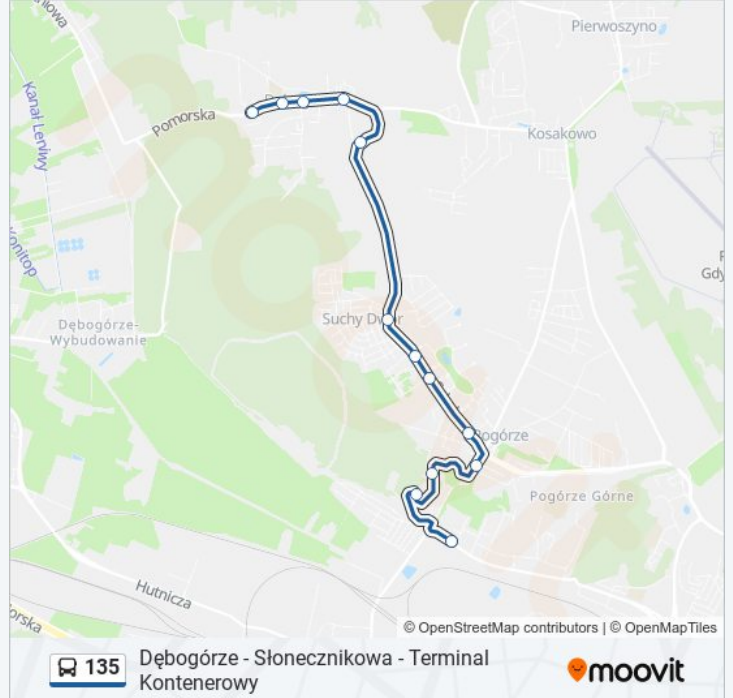 Pierwoszyno
Kanał Leniwy
Pomorska
Kosakowo
Konitop
Suchy Dwór
Dębogórze-
Wybudowanie
Pogórze
Pogórze Górne
Hutnicza
© OpenStreetMap contributors | © OpenMapTiles
135 Dębogórze - Słonecznikowa - Terminal
Kontenerowy
moovit